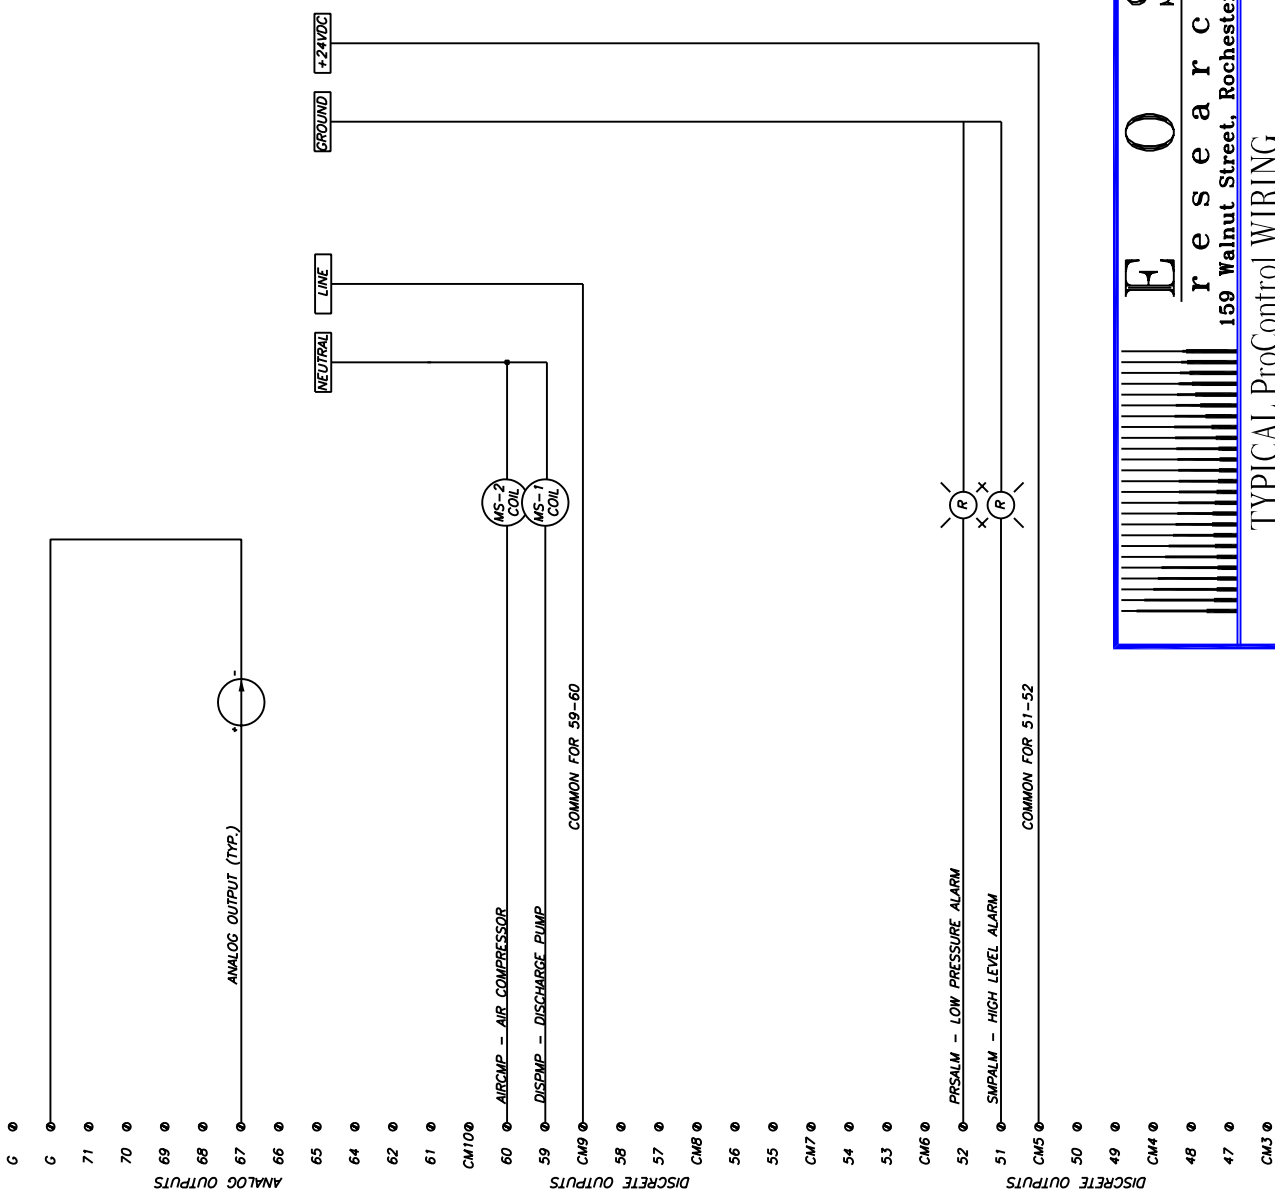 +24VDC
GROUND
LINE
NEUTRAL
G
G
71
70
69
68
67
66
65
64
62
61
CM10
60
59
CM9
58
57
CM8
56
55
CM7
54
53
CM6
52
51
CM5
50
49
CM4
48
47
CM3
ANALOG OUTPUTS
DISCRETE OUTPUTS
DISCRETE OUTPUTS
ANALOG OUTPUT (TYP.)
+
-
AIRCMP - AIR COMPRESSOR
MS-2
COIL
DISPMP - DISCHARGE PUMP
MS-1
COIL
COMMON FOR 59-60
PRSALM - LOW PRESSURE ALARM
R
SMPALM - HIGH LEVEL ALARM
R
COMMON FOR 51-52
E O
r e s e a r c
159 Walnut Street, Rocheste
TYPICAL ProControl WIRING